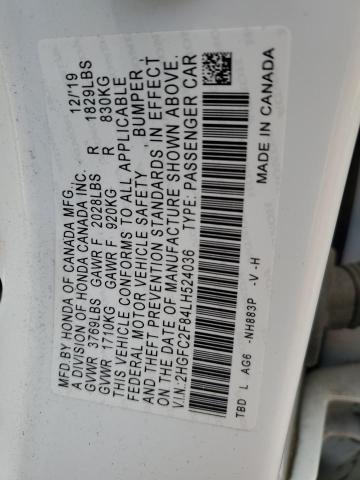 MFD.BY HONDA OF CANADA MFG., 12/'19
A DIVISION OF HONDA CANADA INC.
GVWR 3769LBS GAWR F 2028LBS R 1829LBS
GVWR 1710KG GAWR F 920KG R 830KG
THIS VEHICLE CONFORMS TO ALL APPLICABLE
FEDERAL MOTOR VEHICLE SAFETY, BUMPER,
AND THEFT PREVENTION STANDARDS IN EFFECT
ON THE DATE OF MANUFACTURE SHOWN ABOVE.
V.I.N:2HGFC2F84LH524036 TYPE: PASSENGER CAR
TBD L AG6 -NH883P -V -H MADE IN CANADA